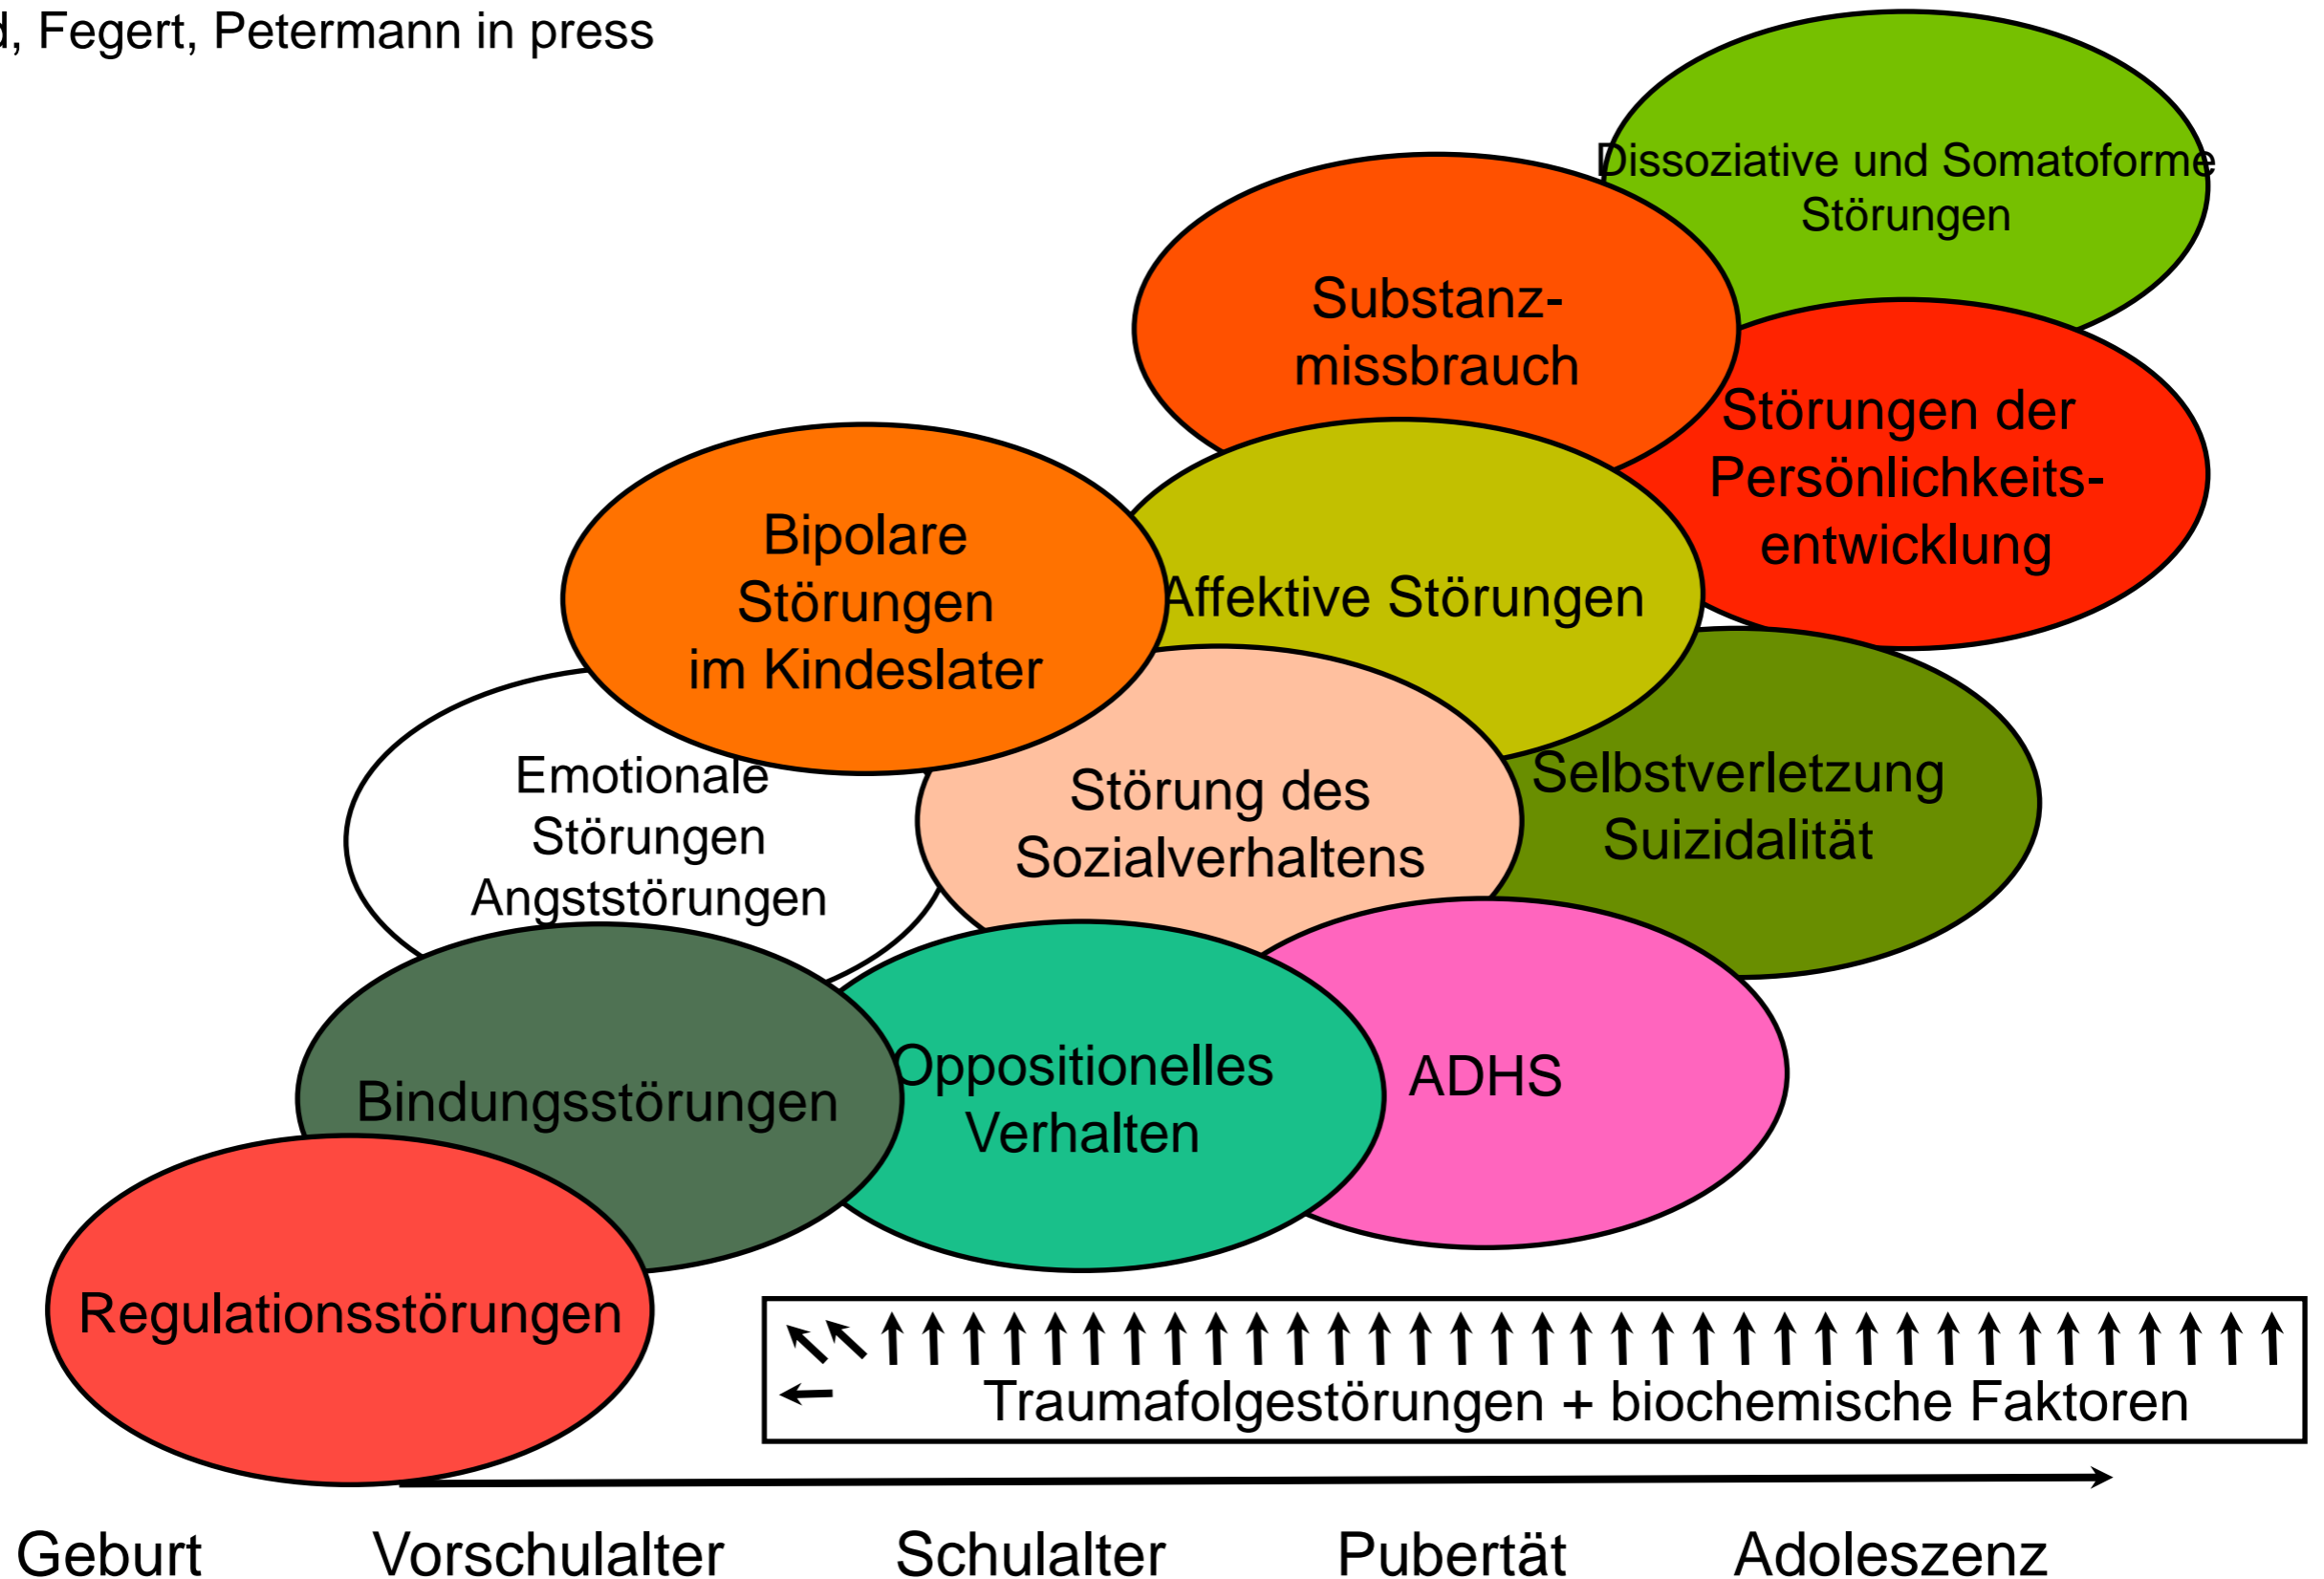 Fegert, Petermann in press
Dissoziative und Somatoforme
Störungen
Substanz-
missbrauch
Störungen der
Persönlichkeits-
entwicklung
Bipolare
Störungen
im Kindeslater
Affektive Störungen
Emotionale
Störungen
Angststörungen
Störung des
Sozialverhaltens
Selbstverletzung
Suizidalität
Bindungsstörungen
Oppositionelles
Verhalten
ADHS
Regulationsstörungen
Traumafolgestörungen + biochemische Faktoren
Geburt Vorschulalter Schulalter Pubertät Adoleszenz